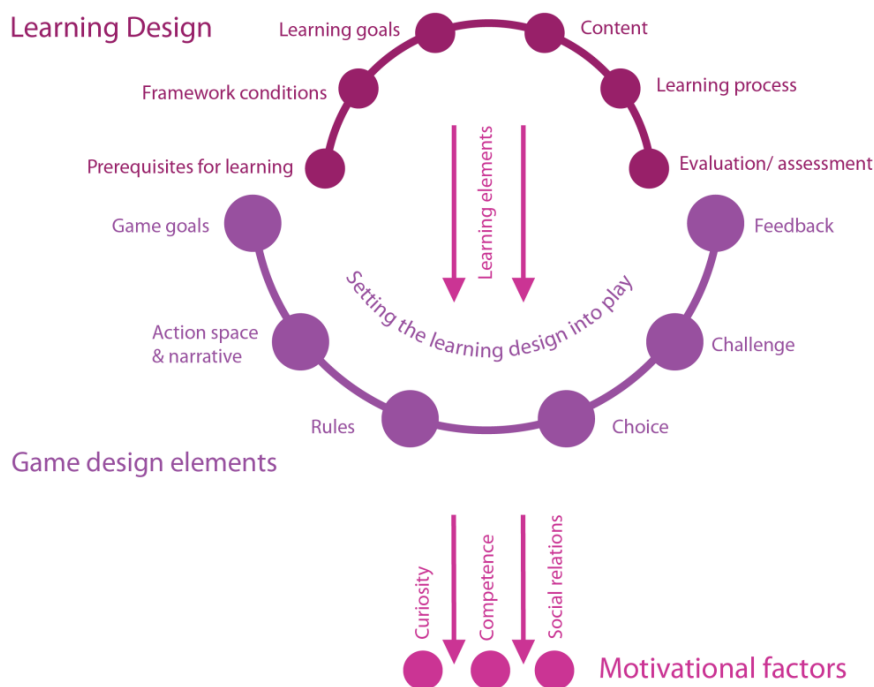 Learning Design
Learning goals
Content
Framework conditions
Learning process
Prerequisites for learning
Evaluation/ assessment
Learning elements
Game goals
Feedback
Setting the learning design into play
Action space
& narrative
Challenge
Rules
Choice
Game design elements
Curiosity
Competence
Social relations
Motivational factors